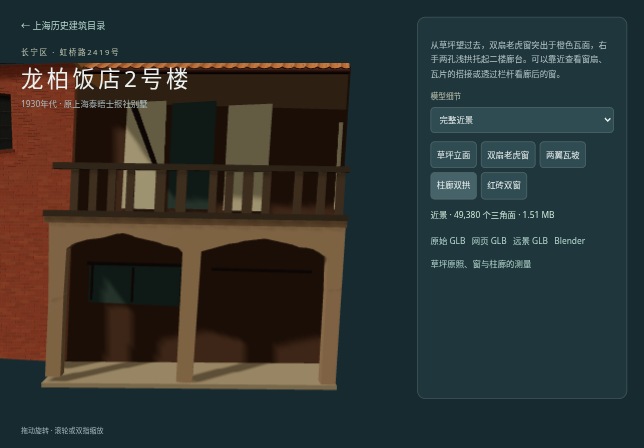 ← 上海历史建筑目录
长宁区 · 虹桥路2419号
龙柏饭店2号楼
1930年代 · 原上海泰晤士报社别墅
从草坪望过去，双扇老虎窗突出于橙色瓦面，右
手两孔浅拱托起二楼廊台。可以靠近查看窗扇、
瓦片的搭接或透过栏杆看廊后的窗。
模型细节
完整近景
草坪立面
双扇老虎窗
两翼瓦坡
柱廊双拱
红砖双窗
近景 · 49,380 个三角面 · 1.51 MB
原始 GLB 网页 GLB 远景 GLB Blender
草坪原照、窗与柱廊的测量
拖动旋转 · 滚轮或双指缩放